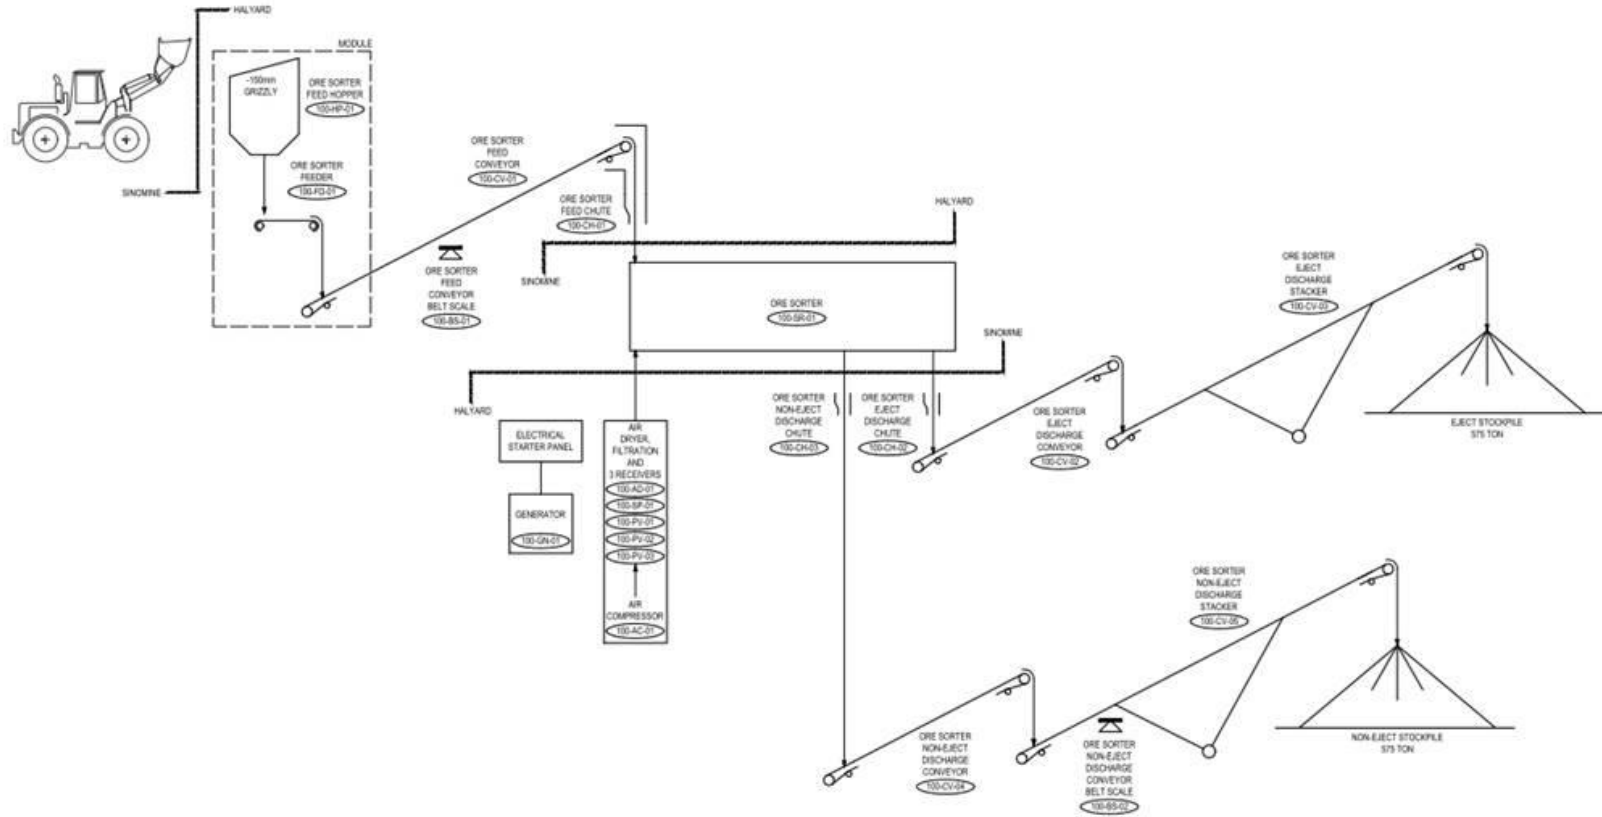 HALYARD
MODULE
-150mm
GRIZZLY
ORE SORTER
FEED HOPPER
100-HP-01
ORE SORTER
FEEDER
100-FD-01
SINOMINE
ORE SORTER
FEED
CONVEYOR
100-CV-01
ORE SORTER
FEED CHUTE
100-CH-01
ORE SORTER
FEED
CONVEYOR
BELT SCALE
100-BS-01
HALYARD
SINOMINE
ORE SORTER
100-SR-01
SINOMINE
HALYARD
ELECTRICAL
STARTER PANEL
GENERATOR
100-GN-01
AIR
DRYER,
FILTRATION
AND
3 RECEIVERS
100-AD-01
100-SP-01
100-PV-01
100-PV-02
100-PV-03
AIR
COMPRESSOR
100-AC-01
ORE SORTER
NON-EJECT
DISCHARGE
CHUTE
100-CH-03
ORE SORTER
EJECT
DISCHARGE
CHUTE
100-CH-02
ORE SORTER
EJECT
DISCHARGE
CONVEYOR
100-CV-02
ORE SORTER
EJECT
DISCHARGE
STACKER
100-CV-03
EJECT STOCKPILE
575 TON
ORE SORTER
NON-EJECT
DISCHARGE
CONVEYOR
100-CV-04
ORE SORTER
NON-EJECT
DISCHARGE
STACKER
100-CV-05
ORE SORTER
NON-EJECT
DISCHARGE
CONVEYOR
BELT SCALE
100-BS-02
NON-EJECT STOCKPILE
575 TON